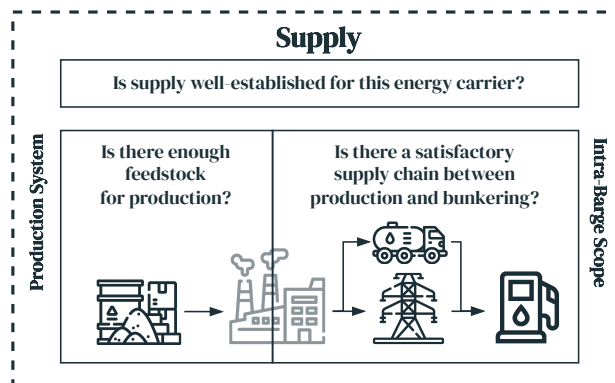 Supply
Is supply well-established for this energy carrier?
Production System
Is there enough
feedstock
for production?
Is there a satisfactory
supply chain between
production and bunkering?
Intra-Barge Scope